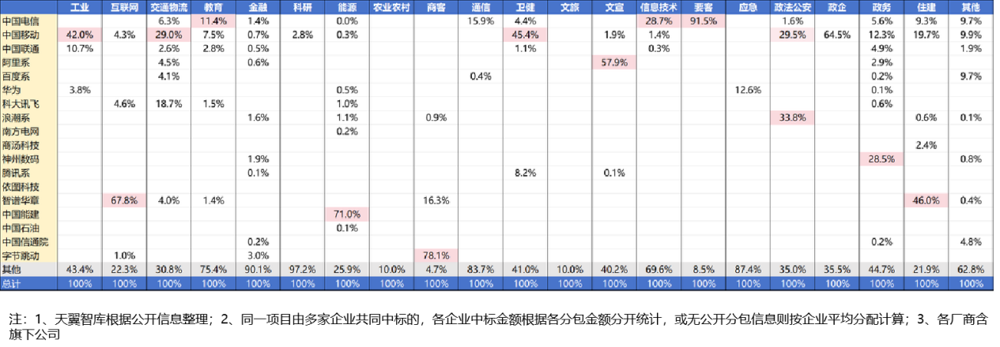 工业 互联网 交通物流 教育 金融 科研 能源 农业农村 商客 通信 卫健 文旅 文宣 信息技术 要客 应急 政法公安 政企 政务 住建 其他
中国电信 6.3% 11.4% 1.4% 0.0% 15.9% 4.4% 28.7% 91.5% 1.6% 5.6% 9.3% 9.7%
中国移动 42.0% 4.3% 29.0% 7.5% 0.7% 2.8% 0.3% 45.4% 1.9% 1.4% 29.5% 64.5% 12.3% 19.7% 9.9%
中国联通 10.7% 2.6% 2.8% 0.5% 1.1% 0.3% 4.9% 1.9%
阿里系 4.5% 0.6% 57.9% 2.9%
百度系 4.1% 0.4% 0.2% 9.7%
华为 3.8% 0.5% 12.6% 0.1%
科大讯飞 4.6% 18.7% 1.5% 1.0% 0.6%
浪潮系 1.6% 1.1% 0.9% 33.8% 0.6% 0.1%
南方电网 0.2%
商汤科技 2.4%
神州数码 1.9% 28.5% 0.8%
腾讯系 0.1% 8.2% 0.1%
依图科技
智谱华章 67.8% 4.0% 1.4% 16.3% 46.0% 0.4%
中国能建 71.0%
中国石油 0.1%
中国信通院 0.2% 0.2% 4.8%
字节跳动 1.0% 3.0% 78.1%
其他 43.4% 22.3% 30.8% 75.4% 90.1% 97.2% 25.9% 10.0% 4.7% 83.7% 41.0% 10.0% 40.2% 69.6% 8.5% 87.4% 35.0% 35.5% 44.7% 21.9% 62.8%
总计 100% 100% 100% 100% 100% 100% 100% 100% 100% 100% 100% 100% 100% 100% 100% 100% 100% 100% 100% 100% 100%
注：1、天翼智库根据公开信息整理；2、同一项目由多家企业共同中标的，各企业中标金额根据各分包金额分开统计，或无公开分包信息则按企业平均分配计算；3、各厂商含
旗下公司